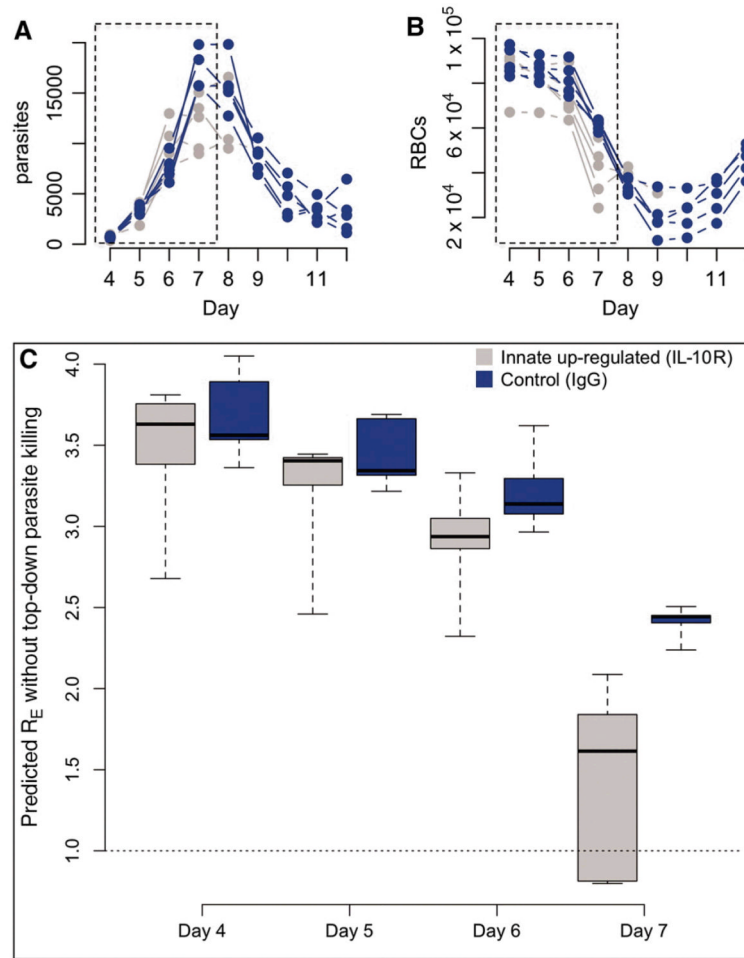 A
parasites
15000
5000
0
4 5 6 7 8 9 11
Day
B
RBCs
1 x 10⁵
6 x 10⁴
2 x 10⁴
4 5 6 7 8 9 11
Day
C
Innate up-regulated (IL-10R)
Control (IgG)
Predicted R_E without top-down parasite killing
4.0
3.5
3.0
2.5
2.0
1.5
1.0
Day 4 Day 5 Day 6 Day 7